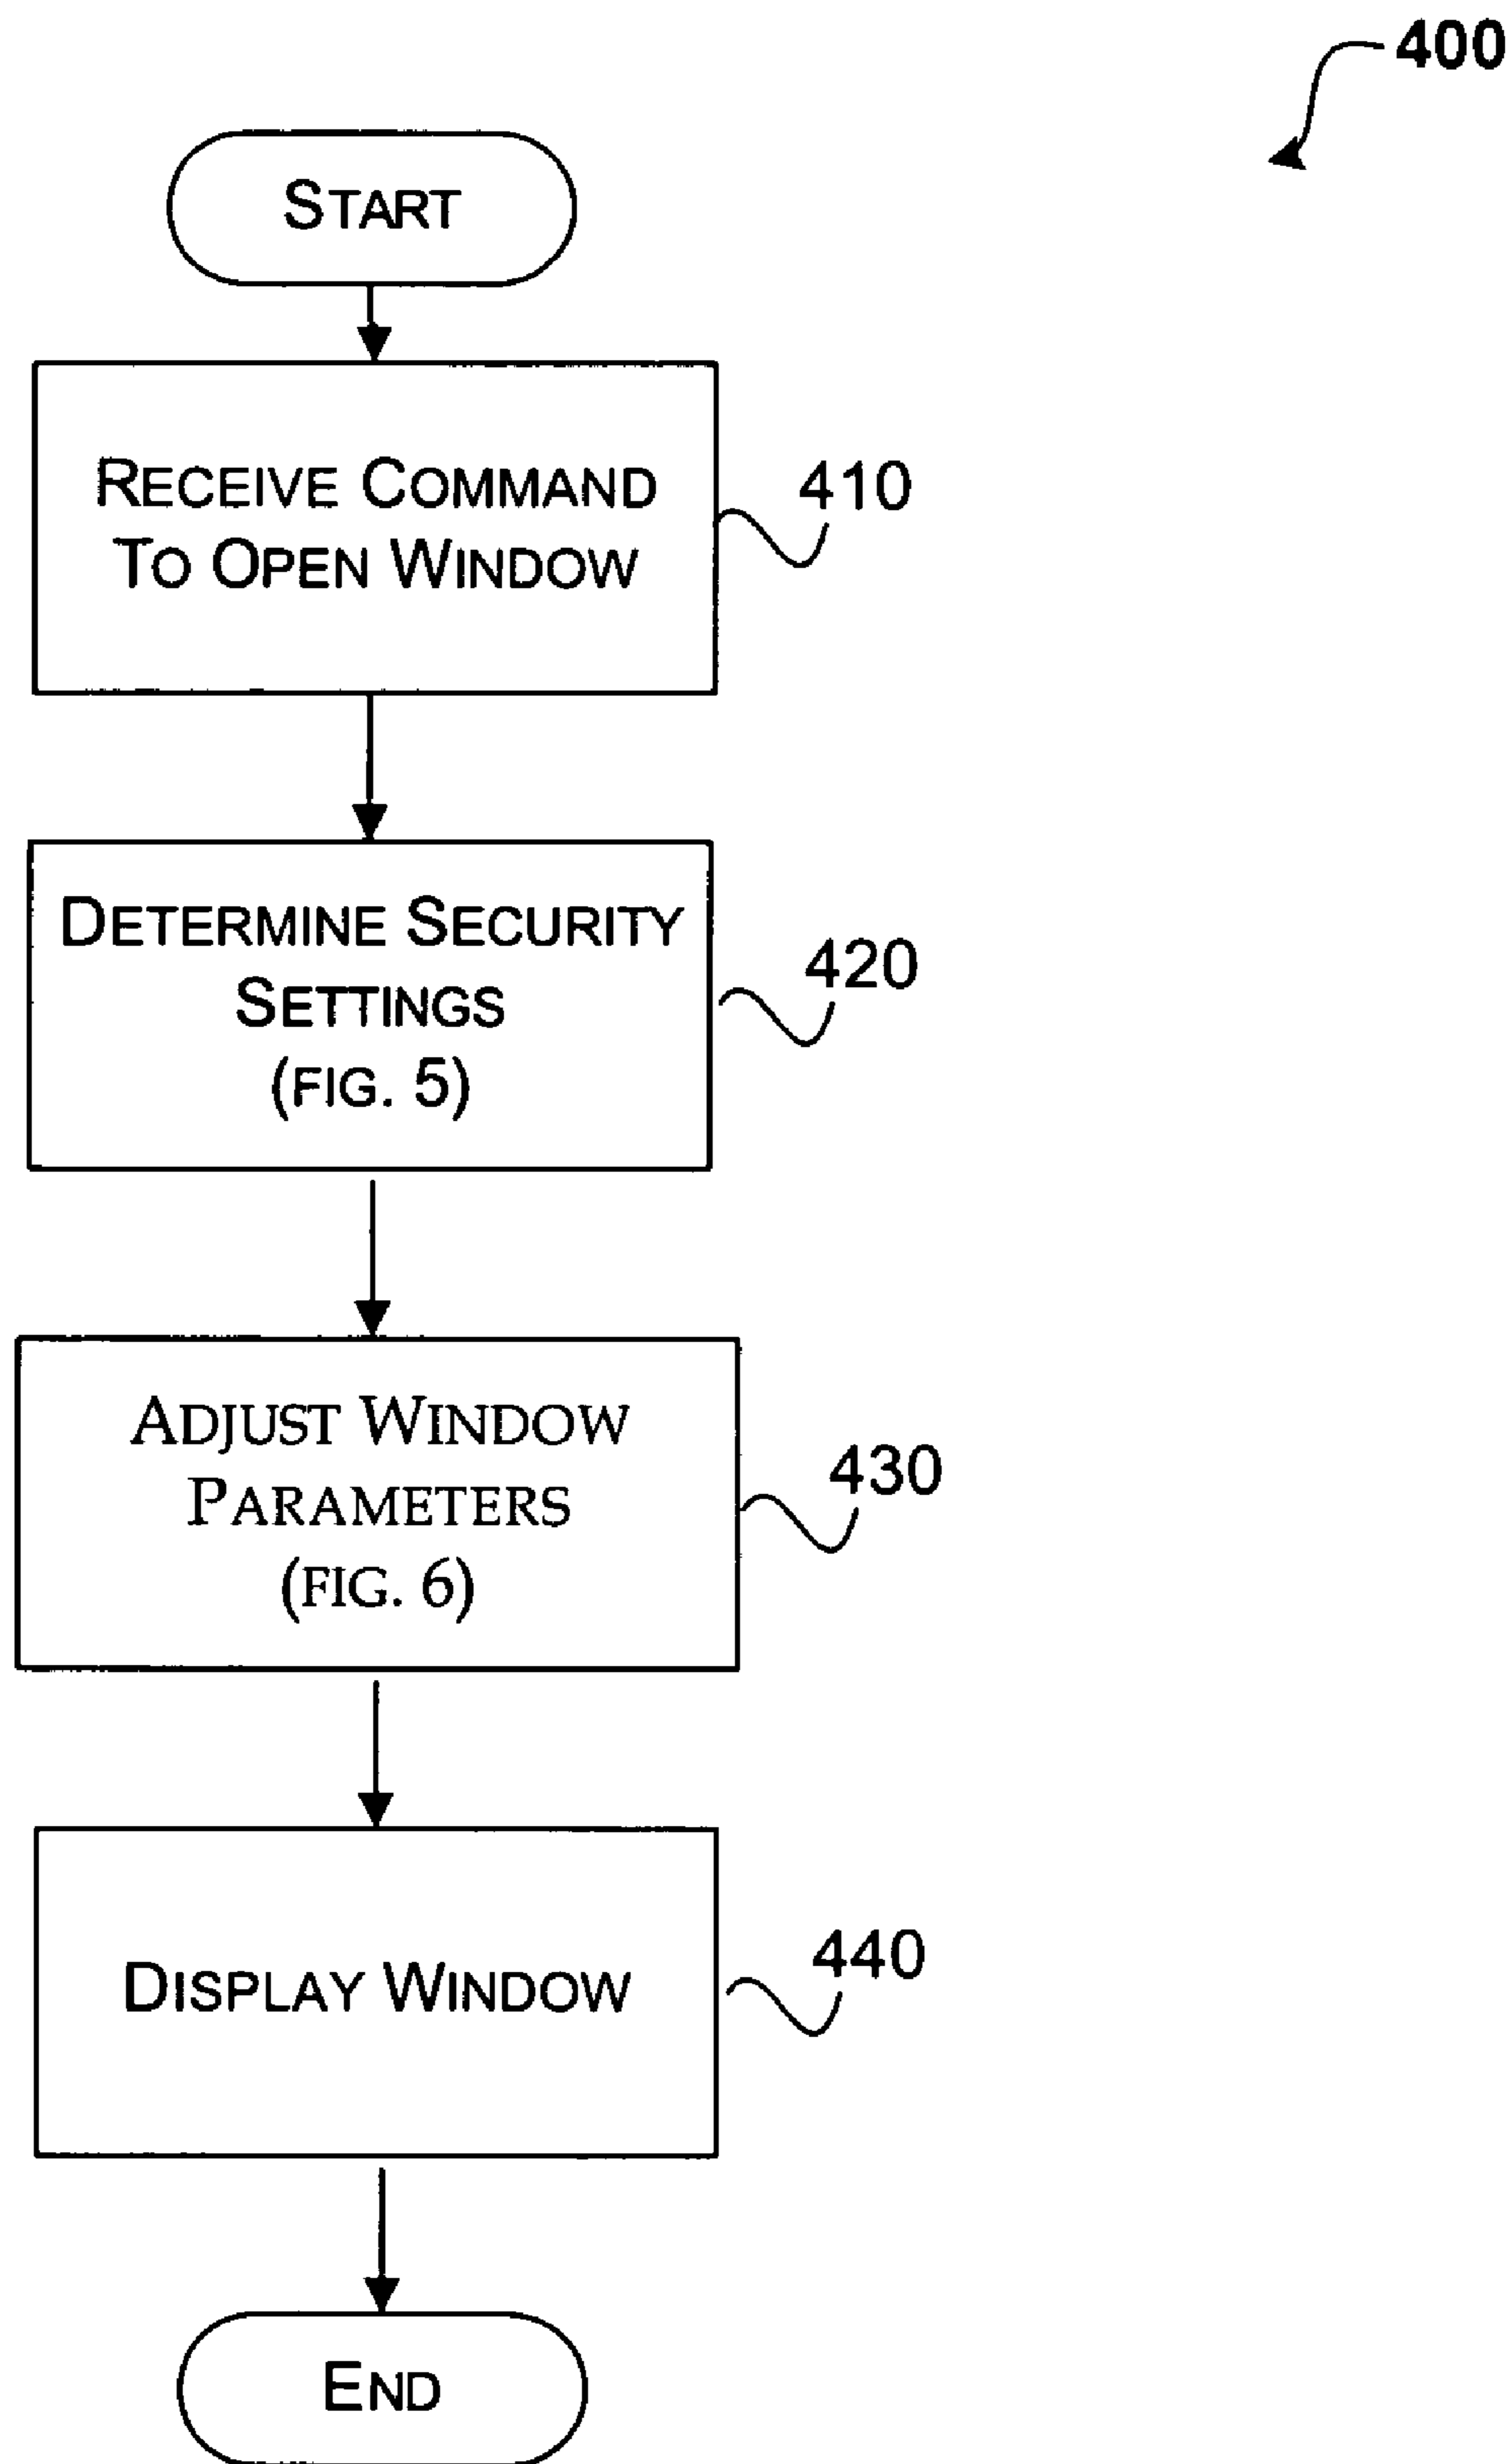 400
START
RECEIVE COMMAND
TO OPEN WINDOW
410
DETERMINE SECURITY
SETTINGS
(FIG. 5)
420
ADJUST WINDOW
PARAMETERS
(FIG. 6)
430
DISPLAY WINDOW
440
END